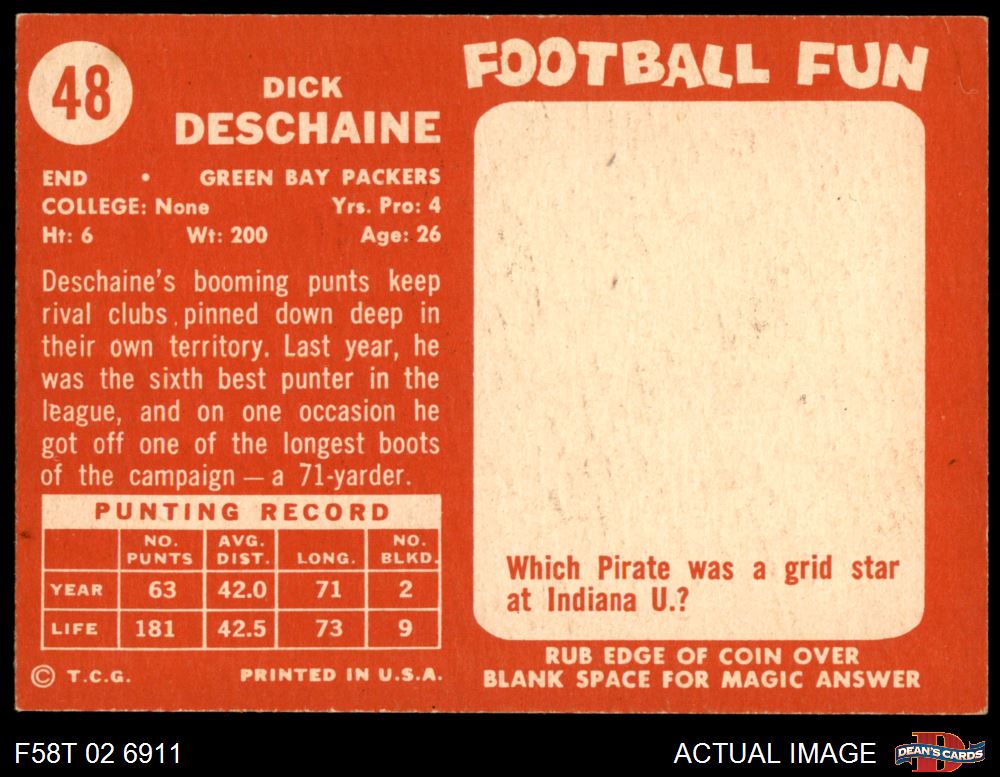 48
DICK
DESCHAINE
END • GREEN BAY PACKERS
COLLEGE: None Yrs. Pro: 4
Ht: 6 Wt: 200 Age: 26
Deschaine's booming punts keep
rival clubs pinned down deep in
their own territory. Last year, he
was the sixth best punter in the
league, and on one occasion he
got off one of the longest boots
of the campaign — a 71-yarder.
PUNTING RECORD
NO. PUNTS AVG. DIST. LONG. NO. BLKD.
YEAR 63 42.0 71 2
LIFE 181 42.5 73 9
© T.C.G. PRINTED IN U.S.A.
FOOTBALL FUN
Which Pirate was a grid star
at Indiana U.?
RUB EDGE OF COIN OVER
BLANK SPACE FOR MAGIC ANSWER
F58T 02 6911
ACTUAL IMAGE
DEAN'S CARDS